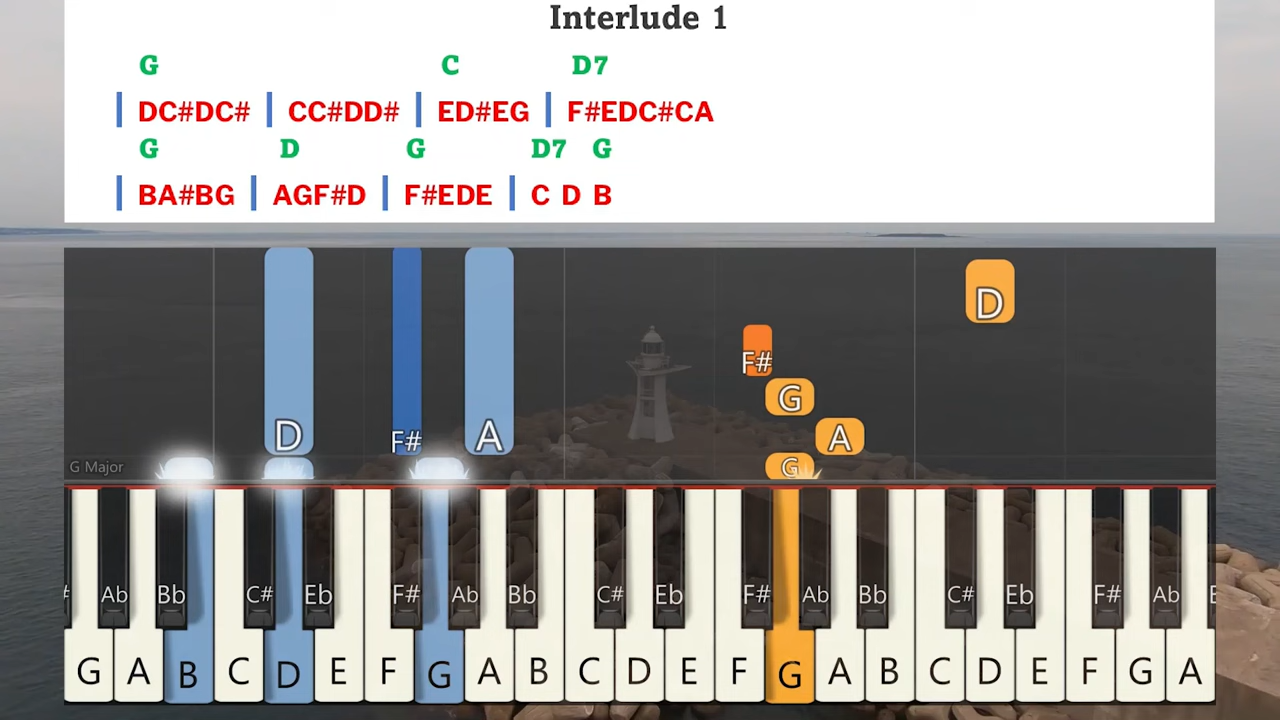 Interlude 1
G C D7
| DC#DC# | CC#DD# | ED#EG | F#EDC#CA
G D G D7 G
| BA#BG | AGF#D | F#EDE | C D B
D
F#
G
D F# A A
G Major G
Ab Bb C# Eb F# Ab Bb C# Eb F# Ab Bb C# Eb F# Ab
G A B C D E F G A B C D E F G A B C D E F G A